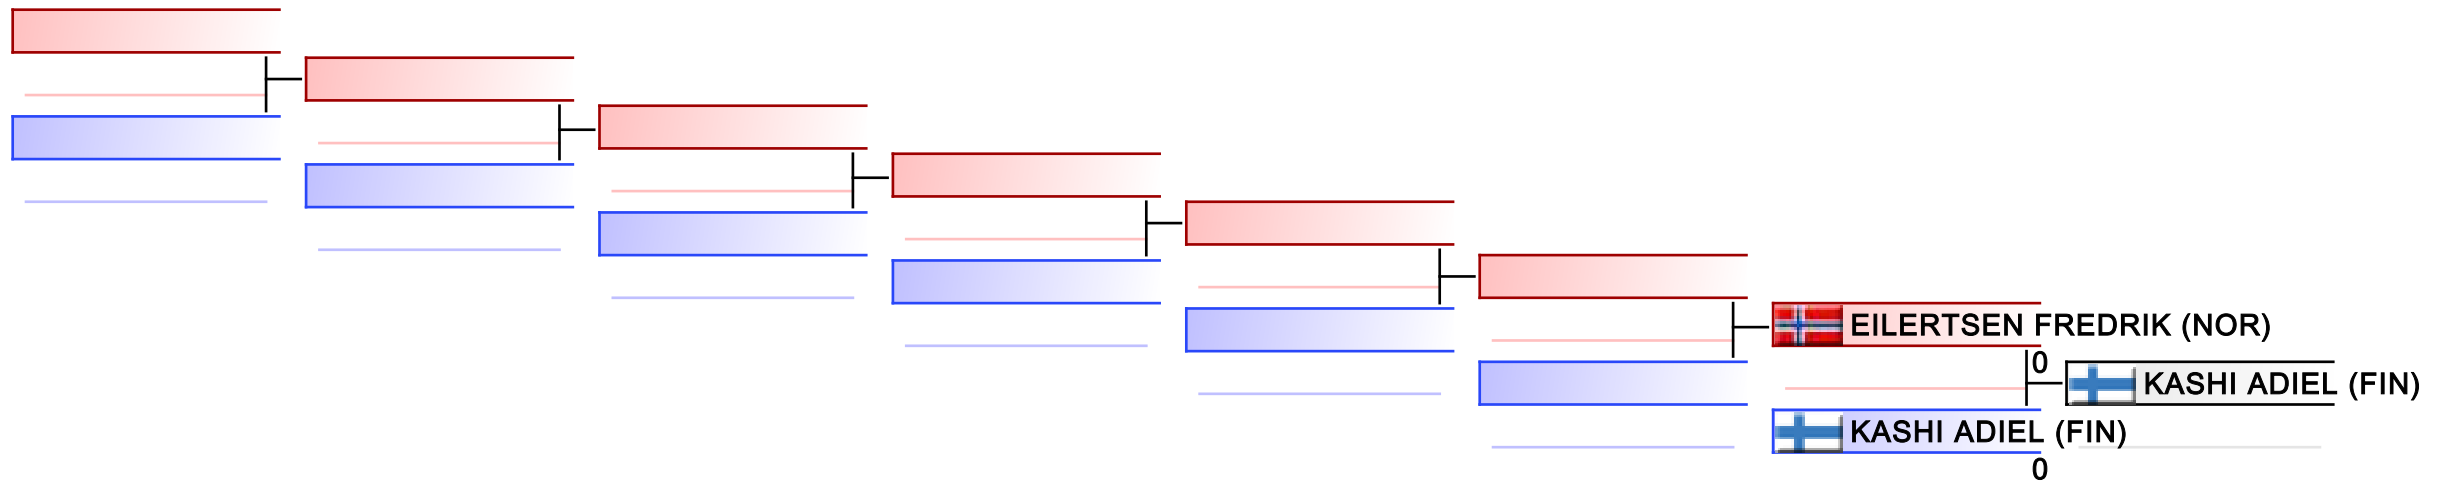 EILERTSEN FREDRIK (NOR)
0
KASHI ADIEL (FIN)
KASHI ADIEL (FIN)
0